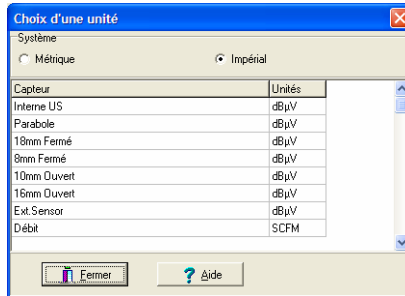 Choix d'une unité
Système
Métrique Impérial
Capteur Unités
Interne US dBµV
Parabole dBµV
18mm Fermé dBµV
8mm Fermé dBµV
10mm Ouvert dBµV
16mm Ouvert dBµV
Ext.Sensor dBµV
Débit SCFM
Fermer ? Aide